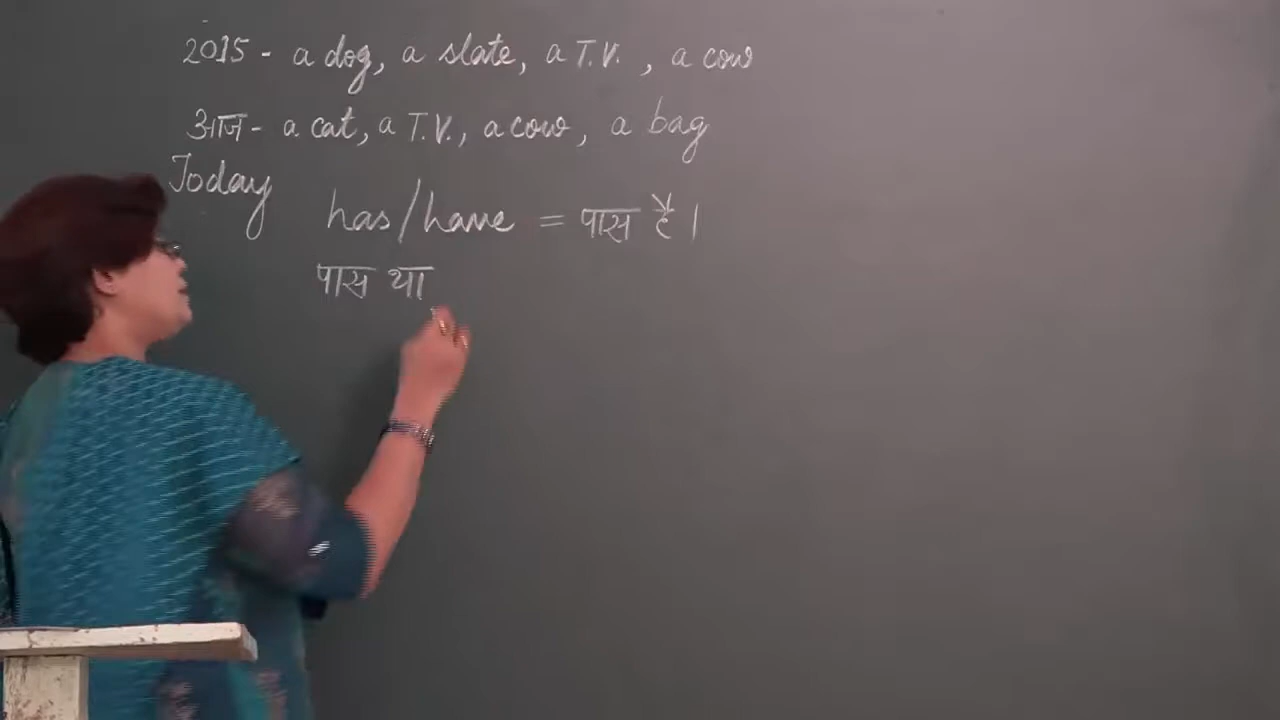 2015 - a dog, a slate, a T.V. , a cow
आज - a cat, a T.V., a cow, a bag
Today
has/have = पास है।
पास था